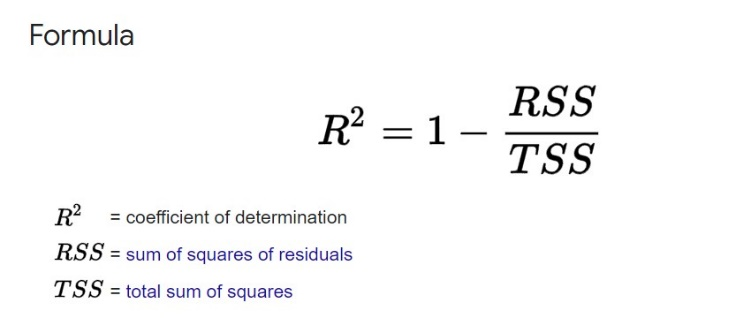 Formula
R² = 1 − RSS/TSS
R² = coefficient of determination
RSS = sum of squares of residuals
TSS = total sum of squares